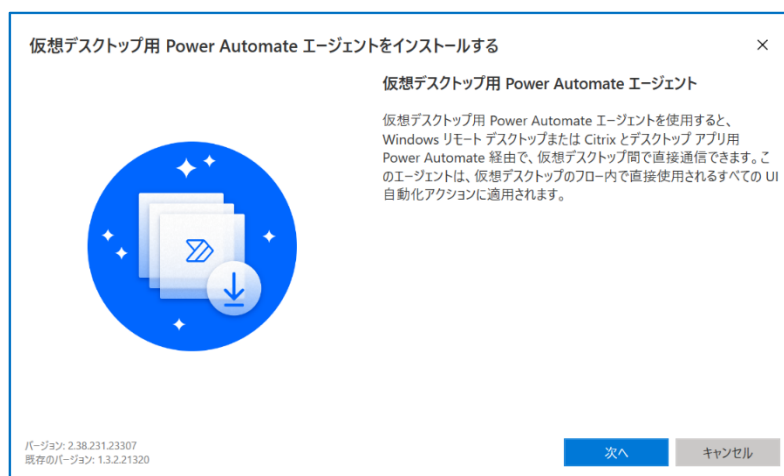 仮想デスクトップ用 Power Automate エージェントをインストールする
仮想デスクトップ用 Power Automate エージェント
仮想デスクトップ用 Power Automate エージェントを使用すると、
Windows リモート デスクトップまたは Citrix とデスクトップ アプリ用
Power Automate 経由で、仮想デスクトップ間で直接通信できます。こ
のエージェントは、仮想デスクトップのフロー内で直接使用されるすべての UI
自動化アクションに適用されます。
バージョン: 2.38.231.23307
既存のバージョン: 1.3.2.21320
次へ
キャンセル